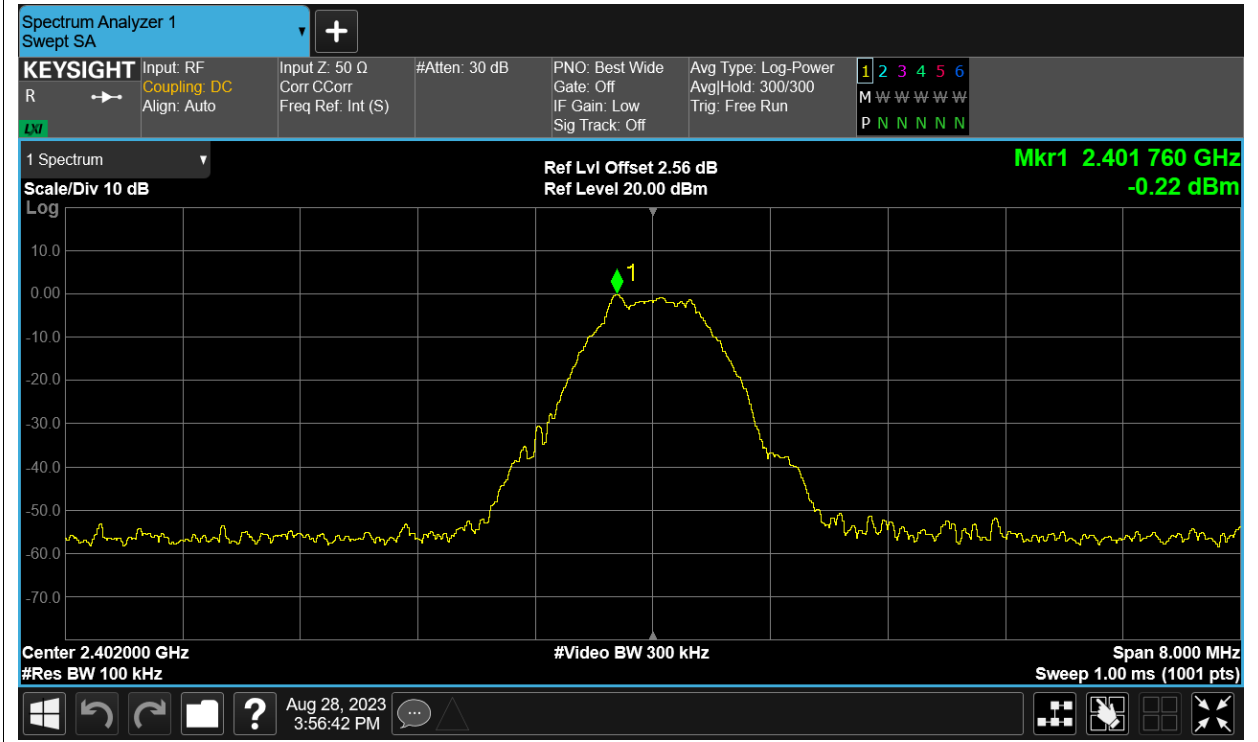 Spectrum Analyzer 1
Swept SA
KEYSIGHT
R
LXI
Input: RF
Coupling: DC
Align: Auto
Input Z: 50 Ω
Corr CCorr
Freq Ref: Int (S)
#Atten: 30 dB
PNO: Best Wide
Gate: Off
IF Gain: Low
Sig Track: Off
Avg Type: Log-Power
Avg|Hold: 300/300
Trig: Free Run
1 2 3 4 5 6
M W W W W W
P N N N N N
1 Spectrum
Scale/Div 10 dB
Ref Lvl Offset 2.56 dB
Ref Level 20.00 dBm
Mkr1 2.401 760 GHz
-0.22 dBm
Log
10.0
0.00
-10.0
-20.0
-30.0
-40.0
-50.0
-60.0
-70.0
1
Center 2.402000 GHz
#Res BW 100 kHz
#Video BW 300 kHz
Span 8.000 MHz
Sweep 1.00 ms (1001 pts)
?
Aug 28, 2023
3:56:42 PM